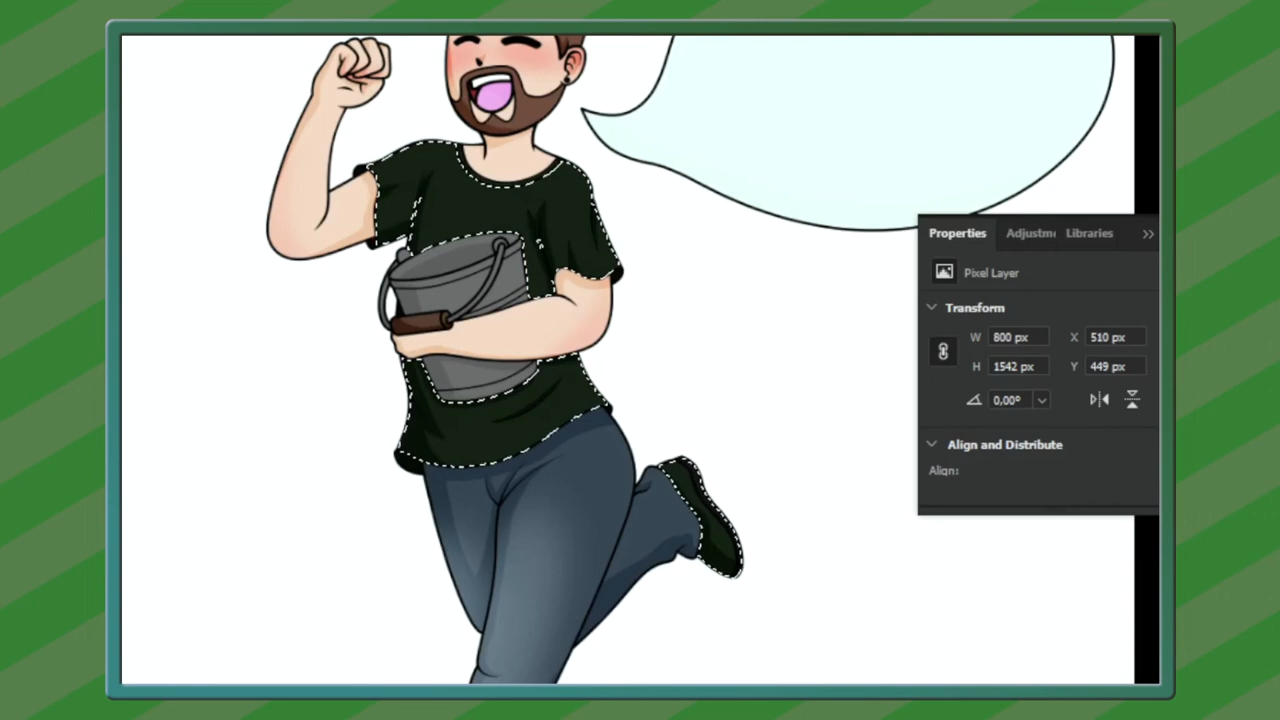 Properties Adjustme Libraries
Pixel Layer
Transform
W 800 px X 510 px
H 1542 px Y 449 px
0,00°
Align and Distribute
Align: